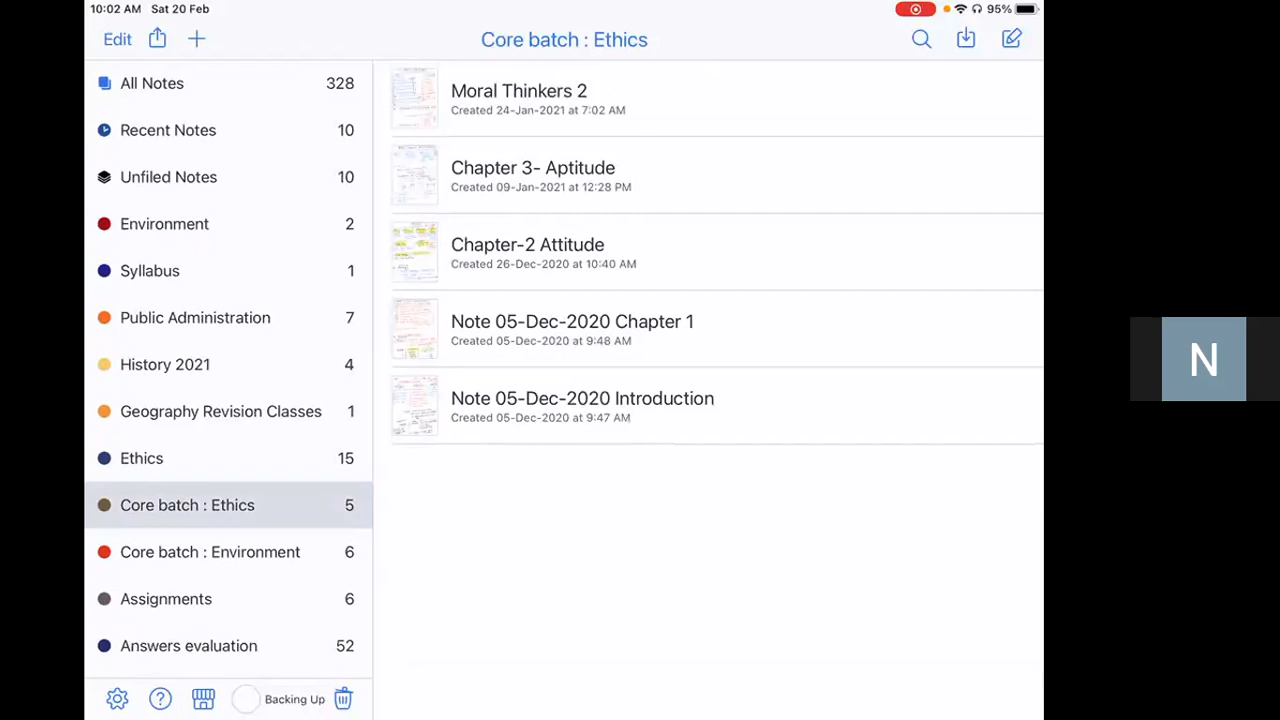 10:02 AM Sat 20 Feb
95%
Edit
Core batch : Ethics
All Notes 328
Recent Notes 10
Unfiled Notes 10
Environment 2
Syllabus 1
Public Administration 7
History 2021 4
Geography Revision Classes 1
Ethics 15
Core batch : Ethics 5
Core batch : Environment 6
Assignments 6
Answers evaluation 52
Backing Up
Moral Thinkers 2
Created 24-Jan-2021 at 7:02 AM
Chapter 3- Aptitude
Created 09-Jan-2021 at 12:28 PM
Chapter-2 Attitude
Created 26-Dec-2020 at 10:40 AM
Note 05-Dec-2020 Chapter 1
Created 05-Dec-2020 at 9:48 AM
Note 05-Dec-2020 Introduction
Created 05-Dec-2020 at 9:47 AM
N